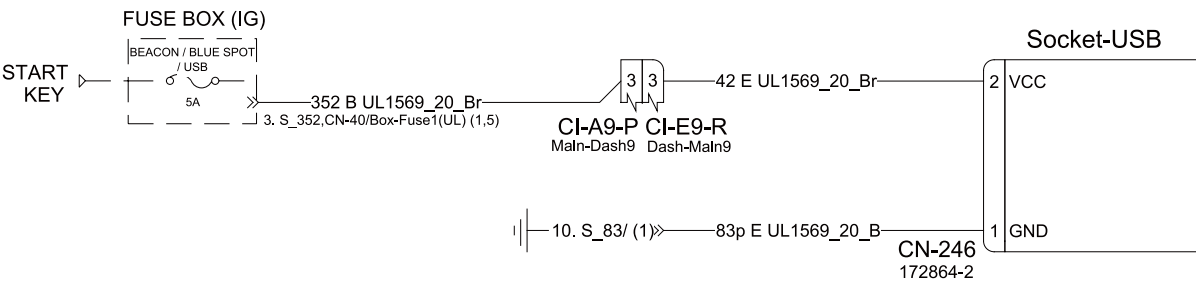 FUSE BOX (IG)
BEACON / BLUE SPOT
/ USB
5A
START
KEY
352 B UL1569_20_Br
3. S_352,CN-40/Box-Fuse1(UL) (1,5)
3 3
CI-A9-P CI-E9-R
MaIn-Dash9 Dash-MaIn9
42 E UL1569_20_Br
Socket-USB
2 VCC
10. S_83/ (1)
83p E UL1569_20_B
1 GND
CN-246
172864-2